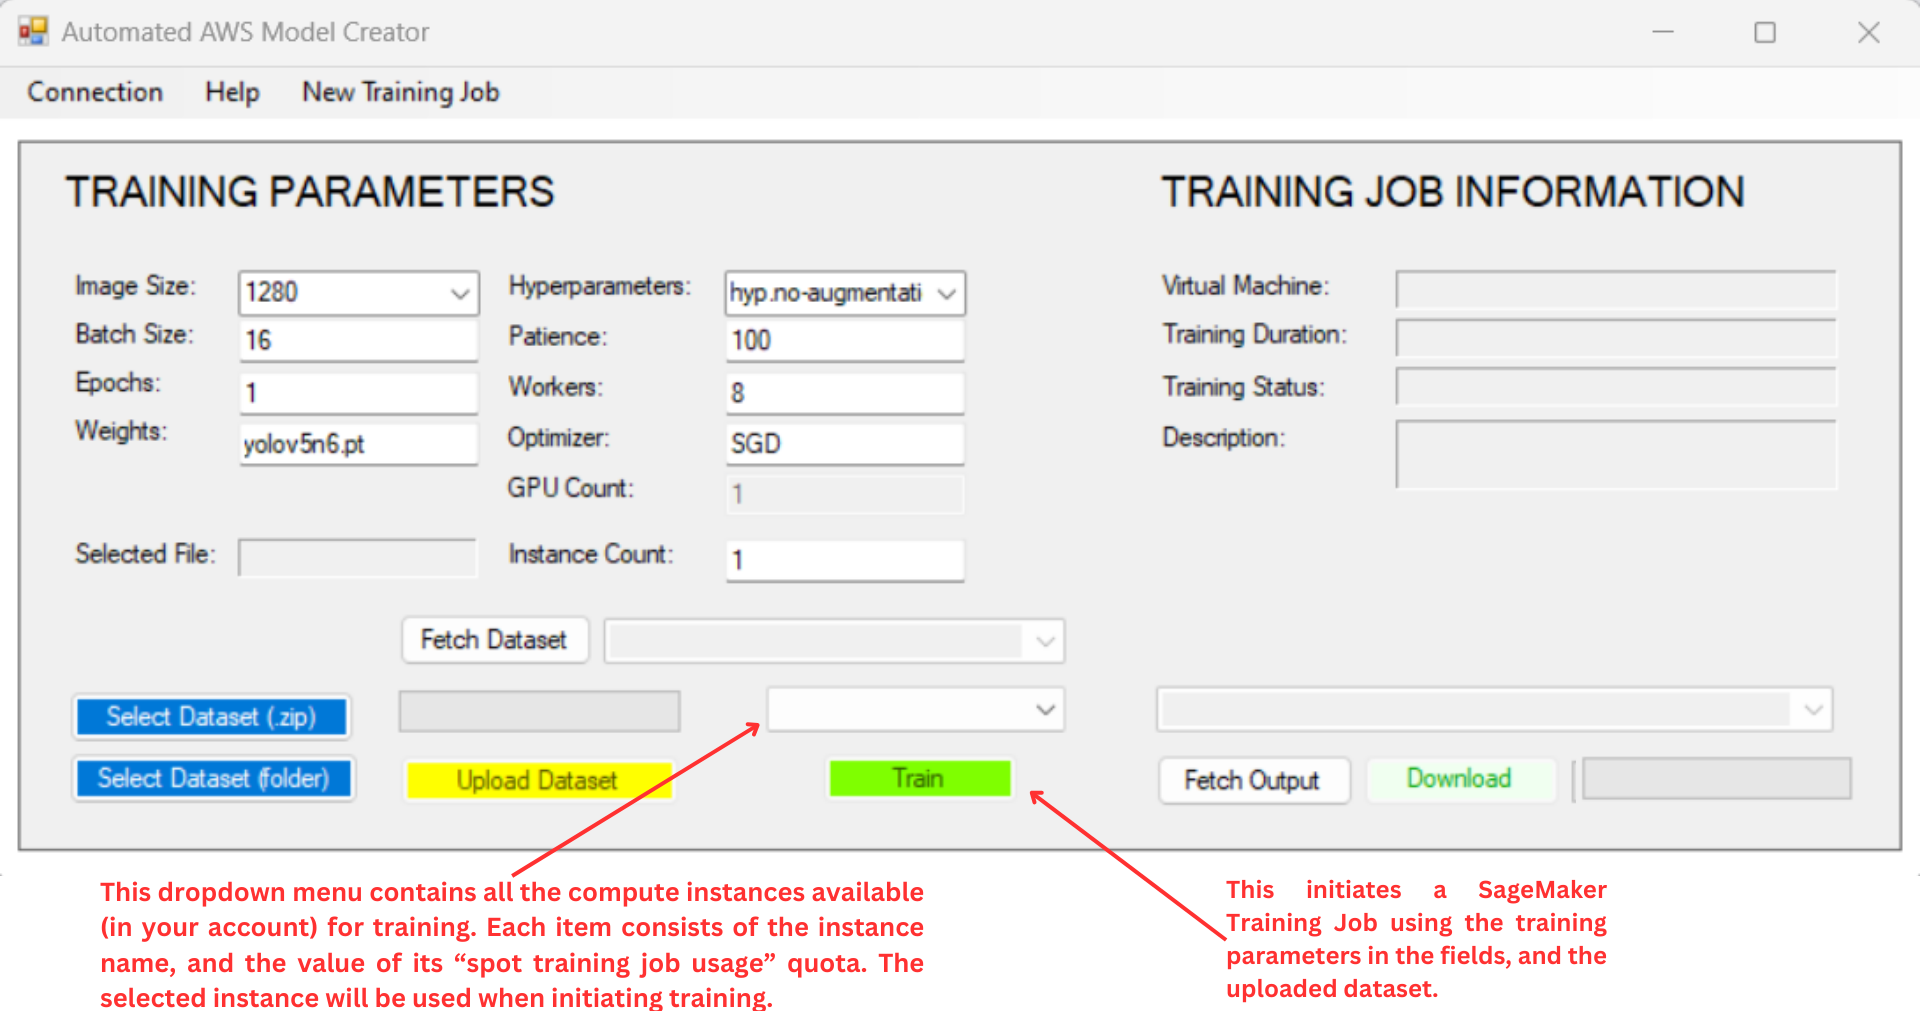 Automated AWS Model Creator
Connection Help New Training Job
TRAINING PARAMETERS
Image Size: 1280
Batch Size: 16
Epochs: 1
Weights: yolov5n6.pt
Hyperparameters: hyp.no-augmentati
Patience: 100
Workers: 8
Optimizer: SGD
GPU Count: 1
Selected File:
Instance Count: 1
Fetch Dataset
Select Dataset (.zip)
Select Dataset (folder)
Upload Dataset
Train
TRAINING JOB INFORMATION
Virtual Machine:
Training Duration:
Training Status:
Description:
Fetch Output
Download
This dropdown menu contains all the compute instances available
(in your account) for training. Each item consists of the instance
name, and the value of its “spot training job usage” quota. The
selected instance will be used when initiating training.
This initiates a SageMaker
Training Job using the training
parameters in the fields, and the
uploaded dataset.